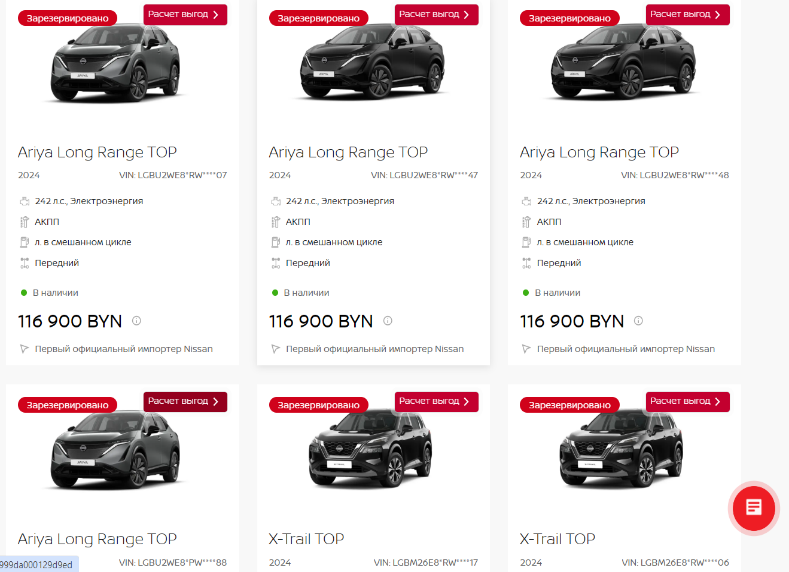 Зарезервировано
Расчет выгод
Зарезервировано
Расчет выгод
Зарезервировано
Расчет выгод
Ariya Long Range TOP
2024 VIN: LGBU2WE8*RW****07
242 л.с., Электроэнергия
АКПП
л. в смешанном цикле
Передний
В наличии
116 900 BYN
Первый официальный импортер Nissan
Ariya Long Range TOP
2024 VIN: LGBU2WE8*RW****47
242 л.с., Электроэнергия
АКПП
л. в смешанном цикле
Передний
В наличии
116 900 BYN
Первый официальный импортер Nissan
Ariya Long Range TOP
2024 VIN: LGBU2WE8*RW****48
242 л.с., Электроэнергия
АКПП
л. в смешанном цикле
Передний
В наличии
116 900 BYN
Первый официальный импортер Nissan
Зарезервировано
Расчет выгод
Зарезервировано
Расчет выгод
Зарезервировано
Расчет выгод
Ariya Long Range TOP
VIN: LGBU2WE8*PW****88
X-Trail TOP
2024 VIN: LGBM26E8*RW****17
X-Trail TOP
2024 VIN: LGBM26E8*RW****06
999da000129d9ed